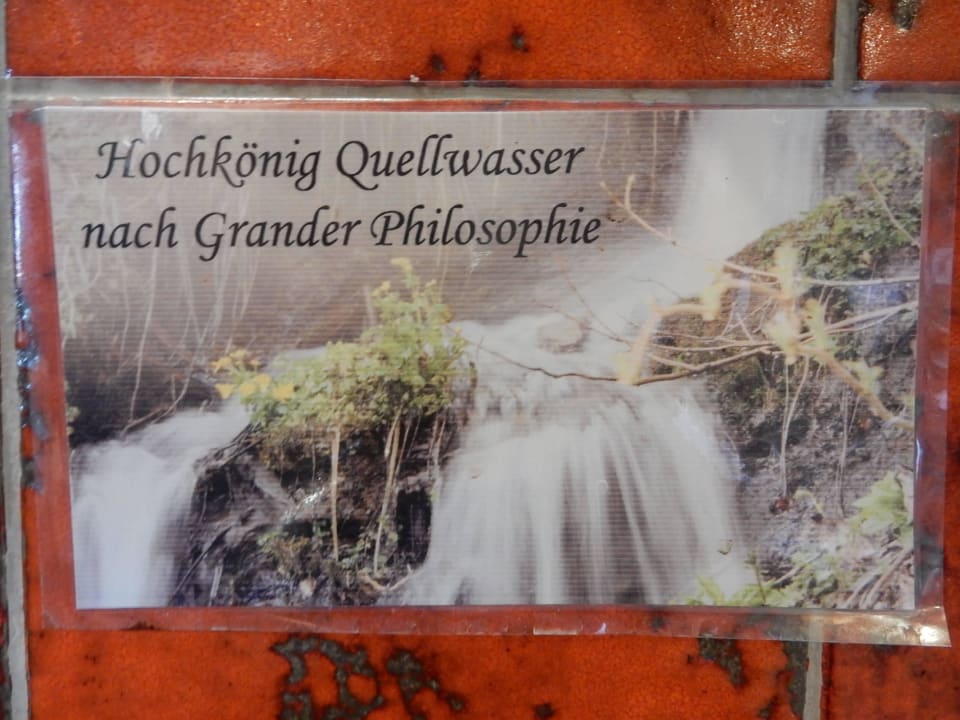 Hochkönig Quellwasser
nach Grander Philosophie